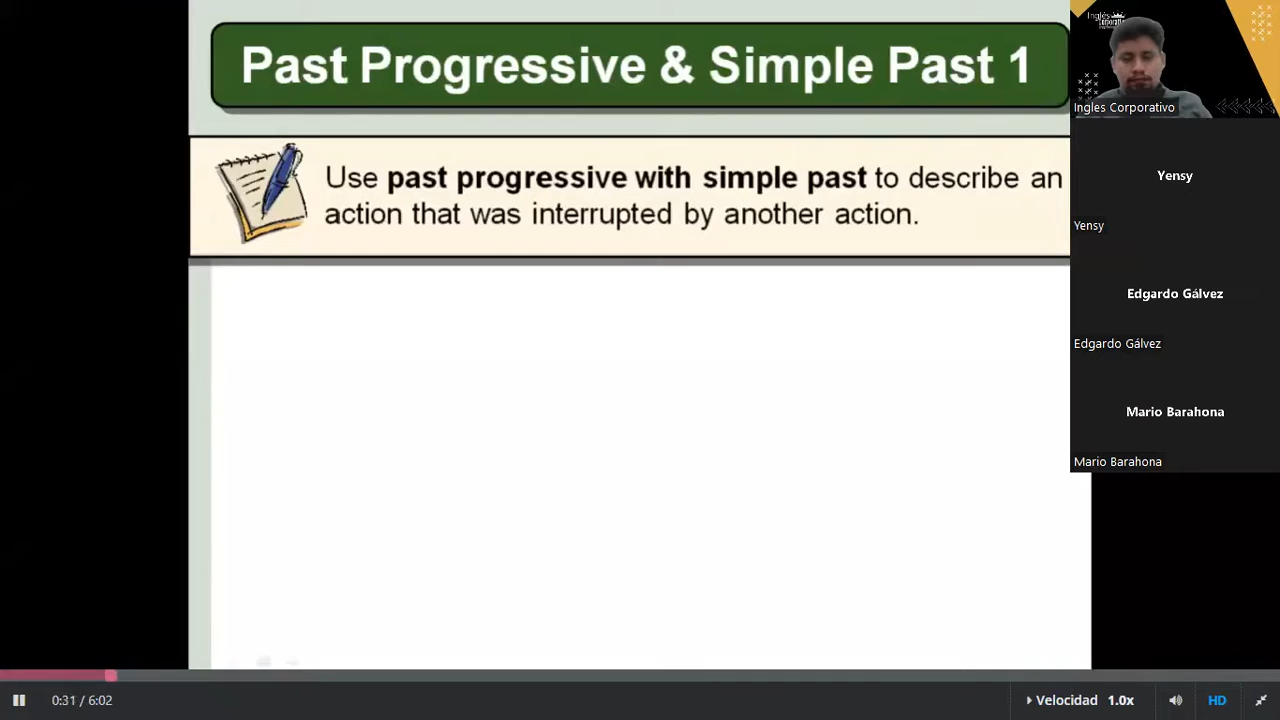 Past Progressive & Simple Past 1
Use past progressive with simple past to describe an
action that was interrupted by another action.
Inglés
Corporativo
Ingles Corporativo
Yensy
Yensy
Edgardo Gálvez
Edgardo Gálvez
Mario Barahona
Mario Barahona
0:31 / 6:02
Velocidad 1.0x
HD